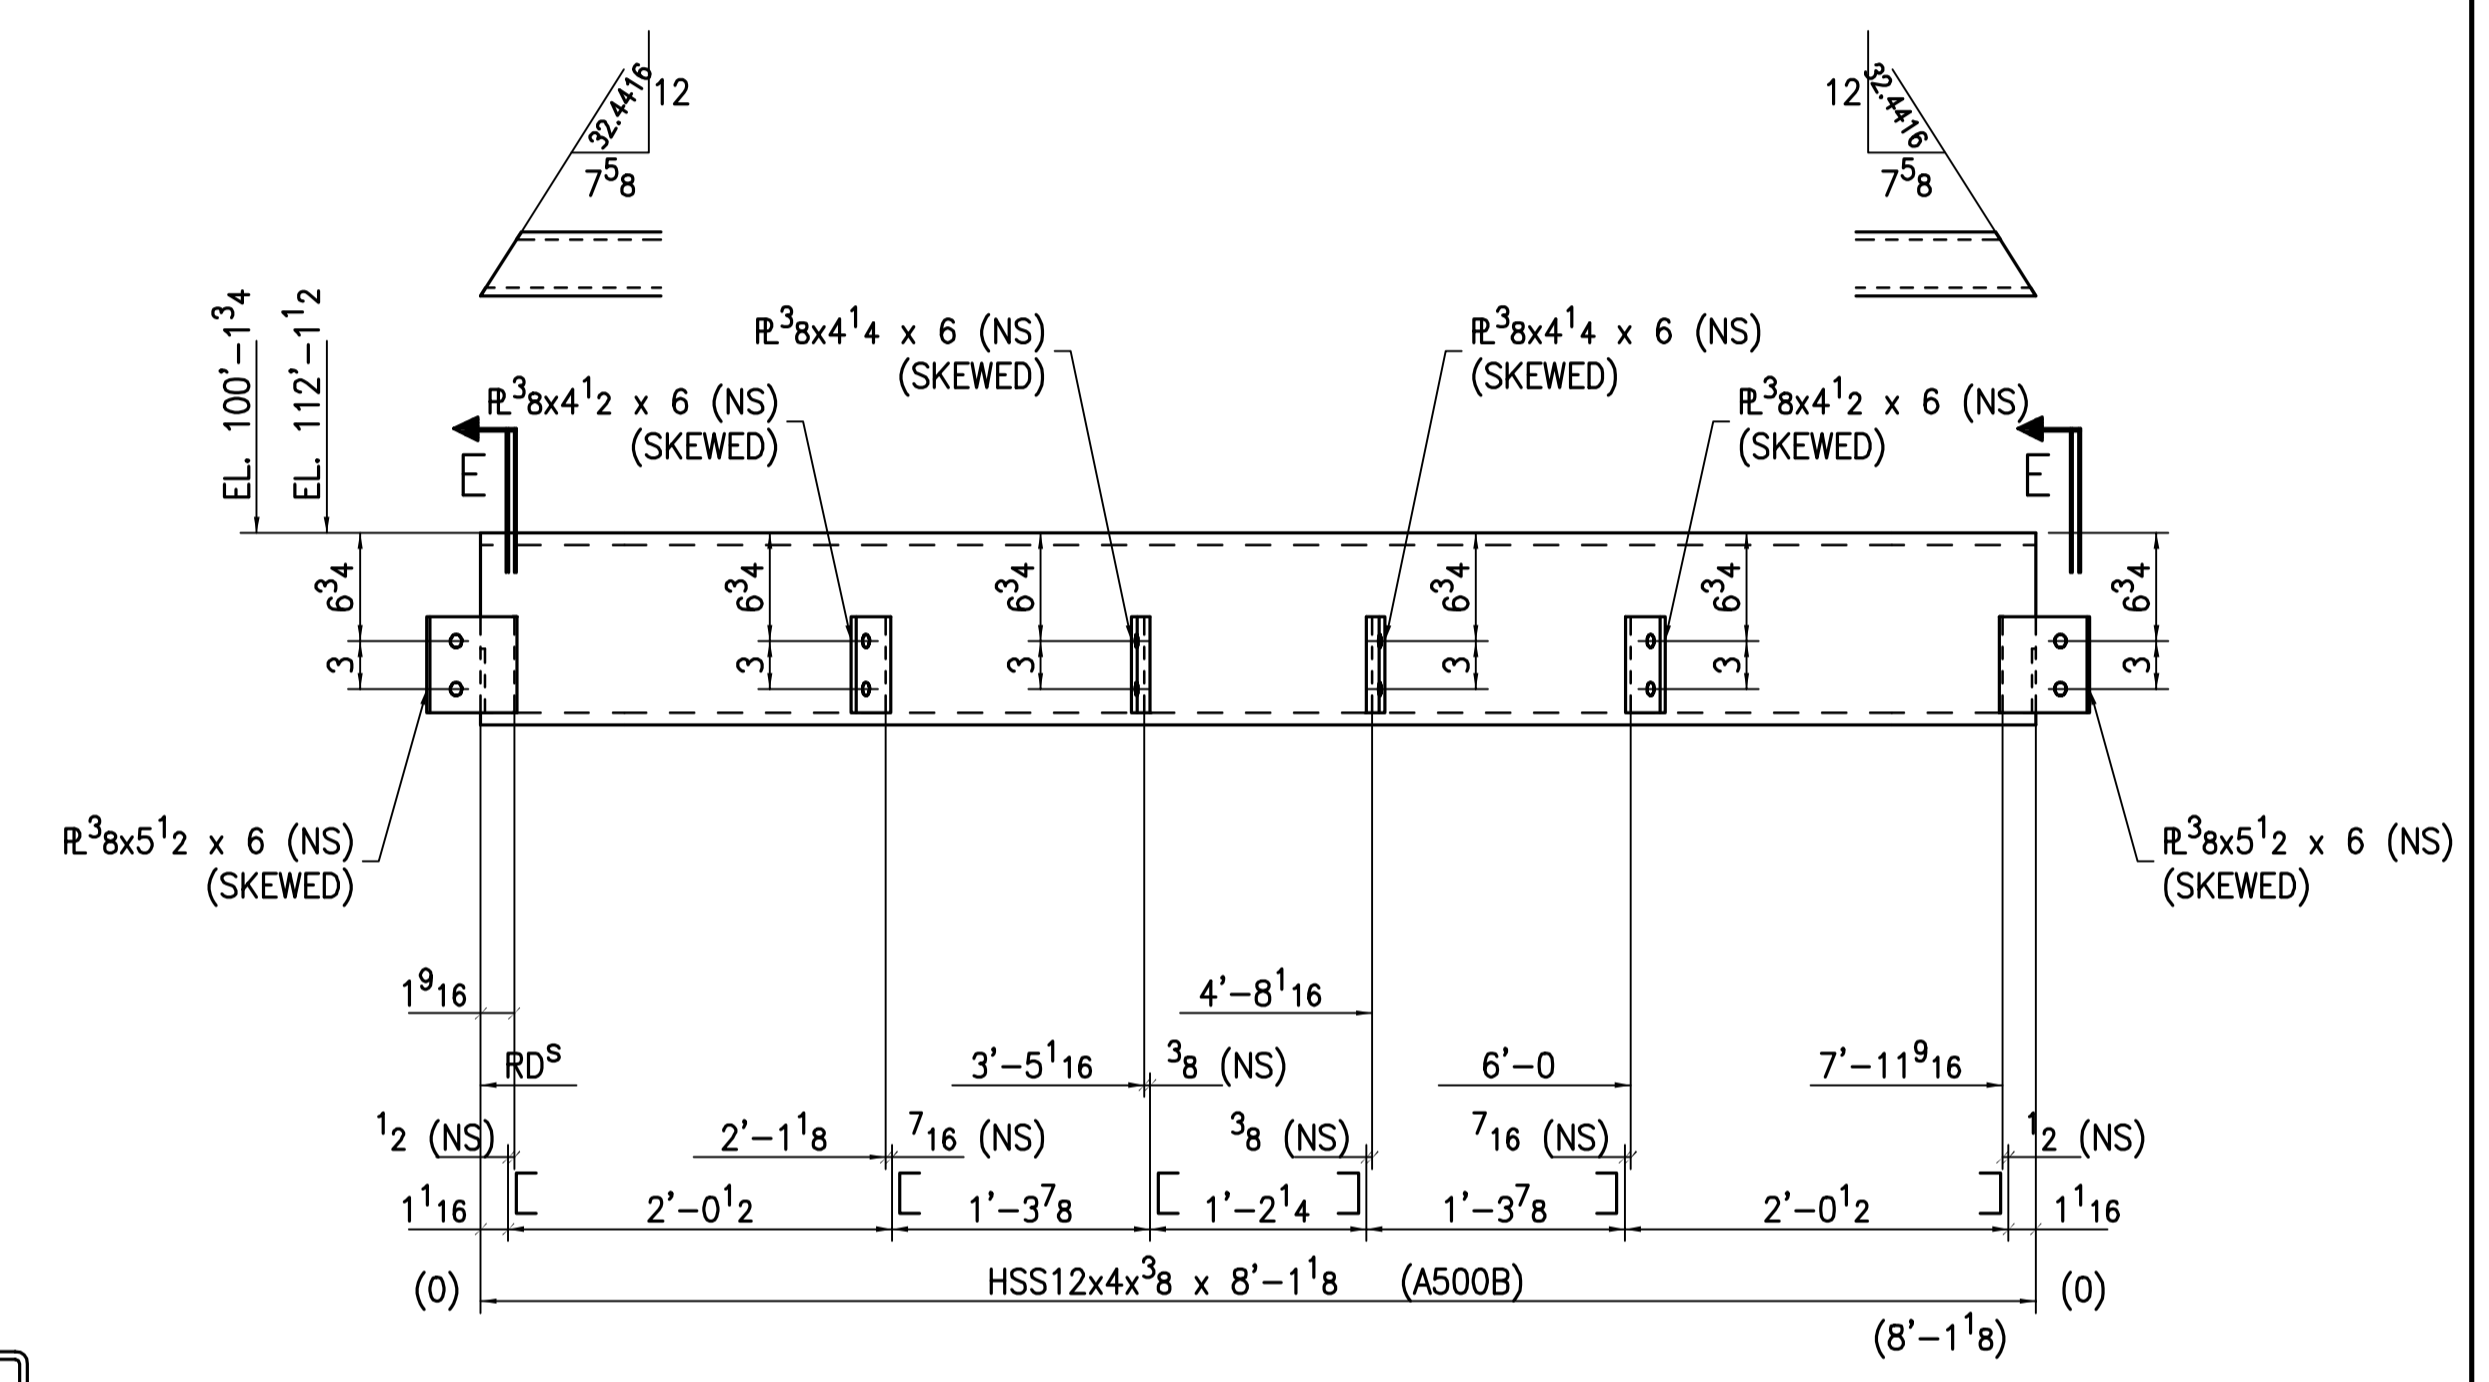 32.4416
12
7 5/8
12
32.4416
7 5/8
EL. 100'-1 3/4
EL. 112'-1 1/2
PL 3/8x4 1/4 x 6 (NS)
(SKEWED)
PL 3/8x4 1/4 x 6 (NS)
(SKEWED)
PL 3/8x4 1/2 x 6 (NS)
(SKEWED)
PL 3/8x4 1/2 x 6 (NS)
(SKEWED)
E
E
6 3/4
6 3/4
6 3/4
6 3/4
6 3/4
6 3/4
3
3
3
3
3
3
PL 3/8x5 1/2 x 6 (NS)
(SKEWED)
PL 3/8x5 1/2 x 6 (NS)
(SKEWED)
1 9/16
4'-8 1/16
RDS
3'-5 1/16
3/8 (NS)
6'-0
7'-11 9/16
1/2 (NS)
2'-1 1/8
7/16 (NS)
3/8 (NS)
7/16 (NS)
1/2 (NS)
1 1/16
2'-0 1/2
1'-3 7/8
1'-2 1/4
1'-3 7/8
2'-0 1/2
1 1/16
(0)
HSS12x4x3/8 x 8'-1 1/8 (A500B)
(0)
(8'-1 1/8)